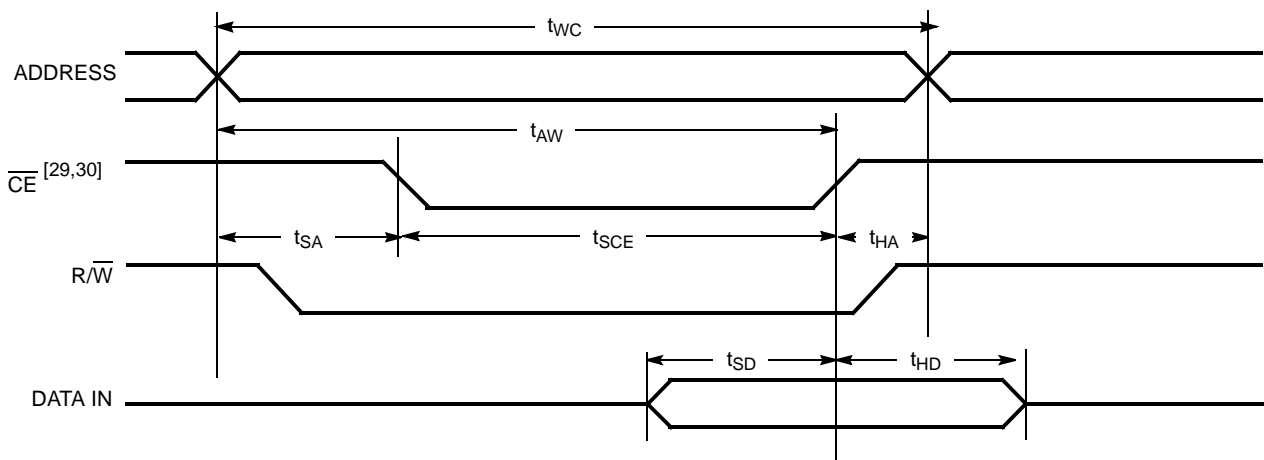 tWC
ADDRESS
tAW
CE [29,30]
tSA tSCE tHA
R/W
tSD tHD
DATA IN